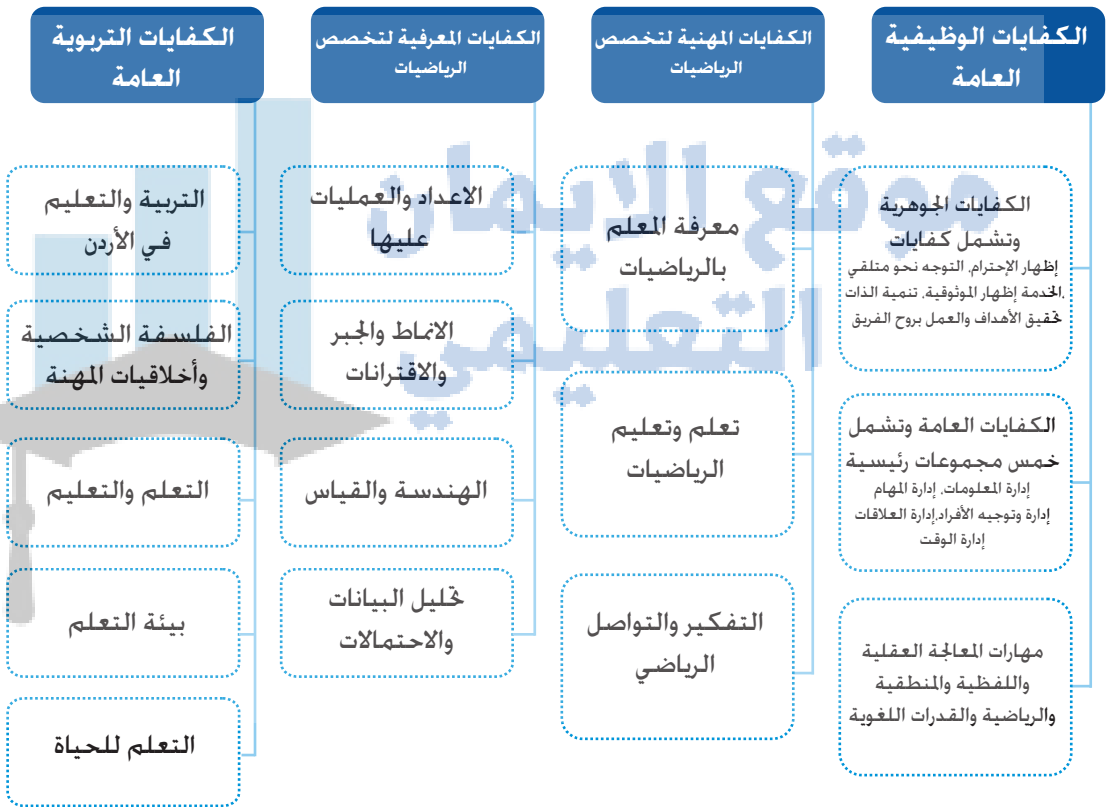 الكفايات الوظيفية
العامة
الكفايات الجوهرية
وتشمل كفايات
إظهار الإحترام، التوجه نحو متلقي
الخدمة إظهار الموثوقية، تنمية الذات،
تحقيق الأهداف والعمل بروح الفريق
الكفايات العامة وتشمل
خمس مجموعات رئيسية
إدارة المعلومات، إدارة المهام
إدارة وتوجيه الأفراد،إدارة العلاقات
إدارة الوقت
مهارات المعالجة العقلية
واللفظية والمنطقية
والرياضية والقدرات اللغوية
الكفايات المهنية لتخصص
الرياضيات
معرفة المعلم
بالرياضيات
تعلم وتعليم
الرياضيات
التفكير والتواصل
الرياضي
الكفايات المعرفية لتخصص
الرياضيات
الاعداد والعمليات
عليها
الانماط والجبر
والاقترانات
الهندسة والقياس
تحليل البيانات
والاحتمالات
الكفايات التربوية
العامة
التربية والتعليم
في الأردن
الفلسفة الشخصية
وأخلاقيات المهنة
التعلم والتعليم
بيئة التعلم
التعلم للحياة
موقع الايمان
التعليمي